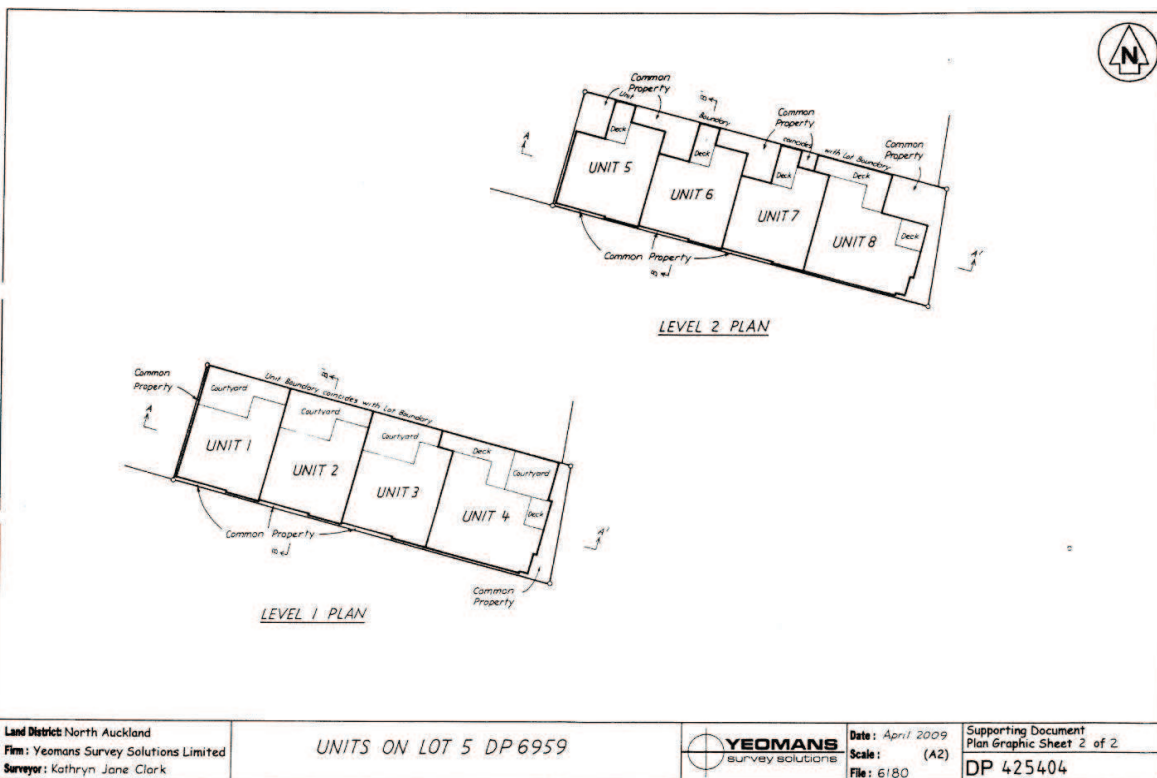 N
Common
Property
Unit
Boundary
coincides
with Lot Boundary
Common
Property
Common
Property
B
A
Deck
Deck
Deck
Deck
Deck
UNIT 5
UNIT 6
UNIT 7
UNIT 8
A'
Common Property
B
LEVEL 2 PLAN
Common
Property
Courtyard
Unit Boundary coincides with Lot Boundary
B
A
Courtyard
Courtyard
Deck
Courtyard
Deck
UNIT 1
UNIT 2
UNIT 3
UNIT 4
A'
Common Property
B
Common
Property
LEVEL 1 PLAN
Land District: North Auckland
Firm: Yeomans Survey Solutions Limited
Surveyor: Kathryn Jane Clark
UNITS ON LOT 5 DP 6959
YEOMANS
survey solutions
Date: April 2009
Scale: (A2)
File: 6180
Supporting Document
Plan Graphic Sheet 2 of 2
DP 425404